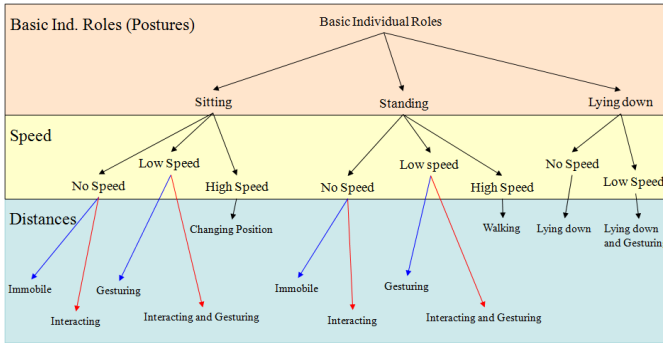 Basic Ind. Roles (Postures)
Basic Individual Roles
Sitting
Standing
Lying down
Speed
Low Speed
Low speed
No Speed
No Speed
High Speed
No Speed
High Speed
Low Speed
Distances
Changing Position
Walking
Lying down
Lying down
and Gesturing
Immobile
Gesturing
Immobile
Gesturing
Interacting
Interacting and Gesturing
Interacting
Interacting and Gesturing